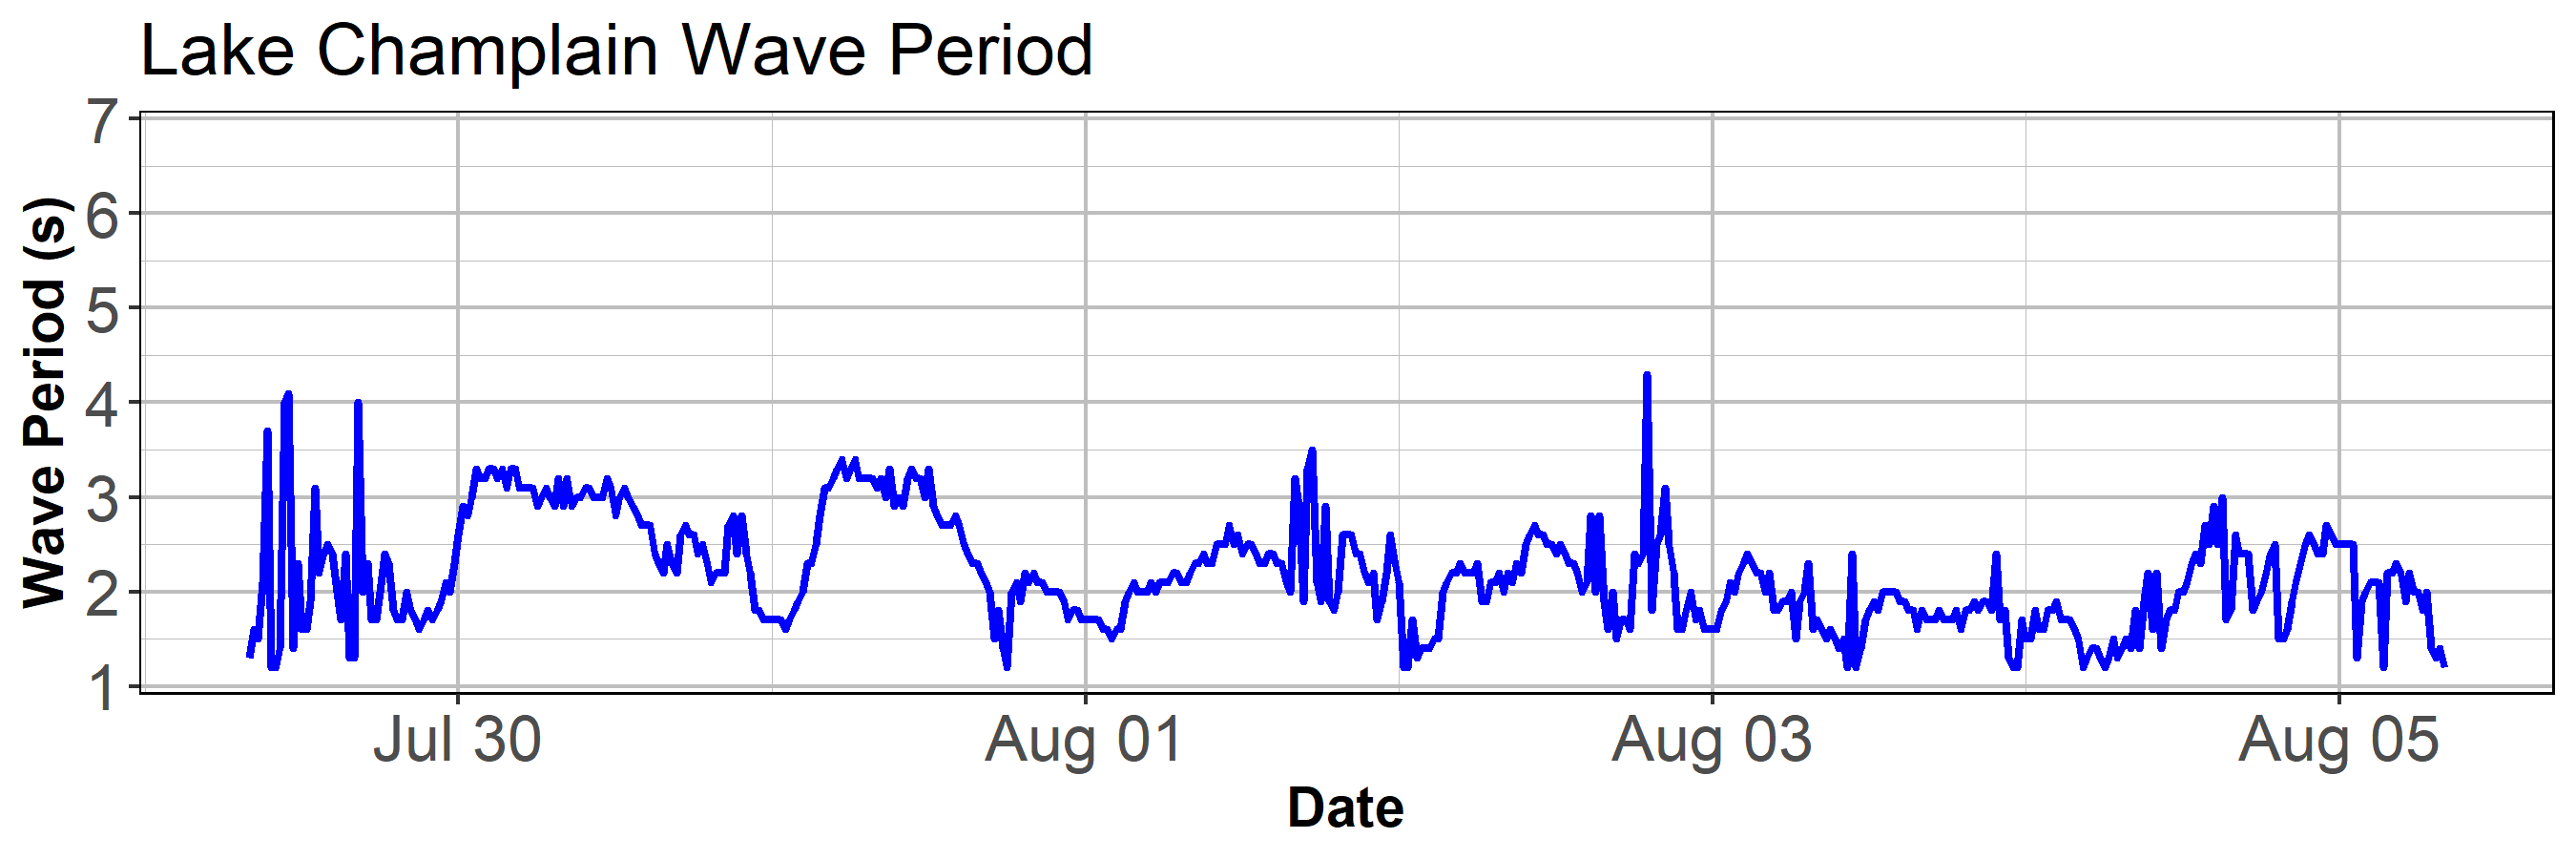 Lake Champlain Wave Period
Wave Period (s)
7
6
5
4
3
2
1
Jul 30
Aug 01
Aug 03
Aug 05
Date